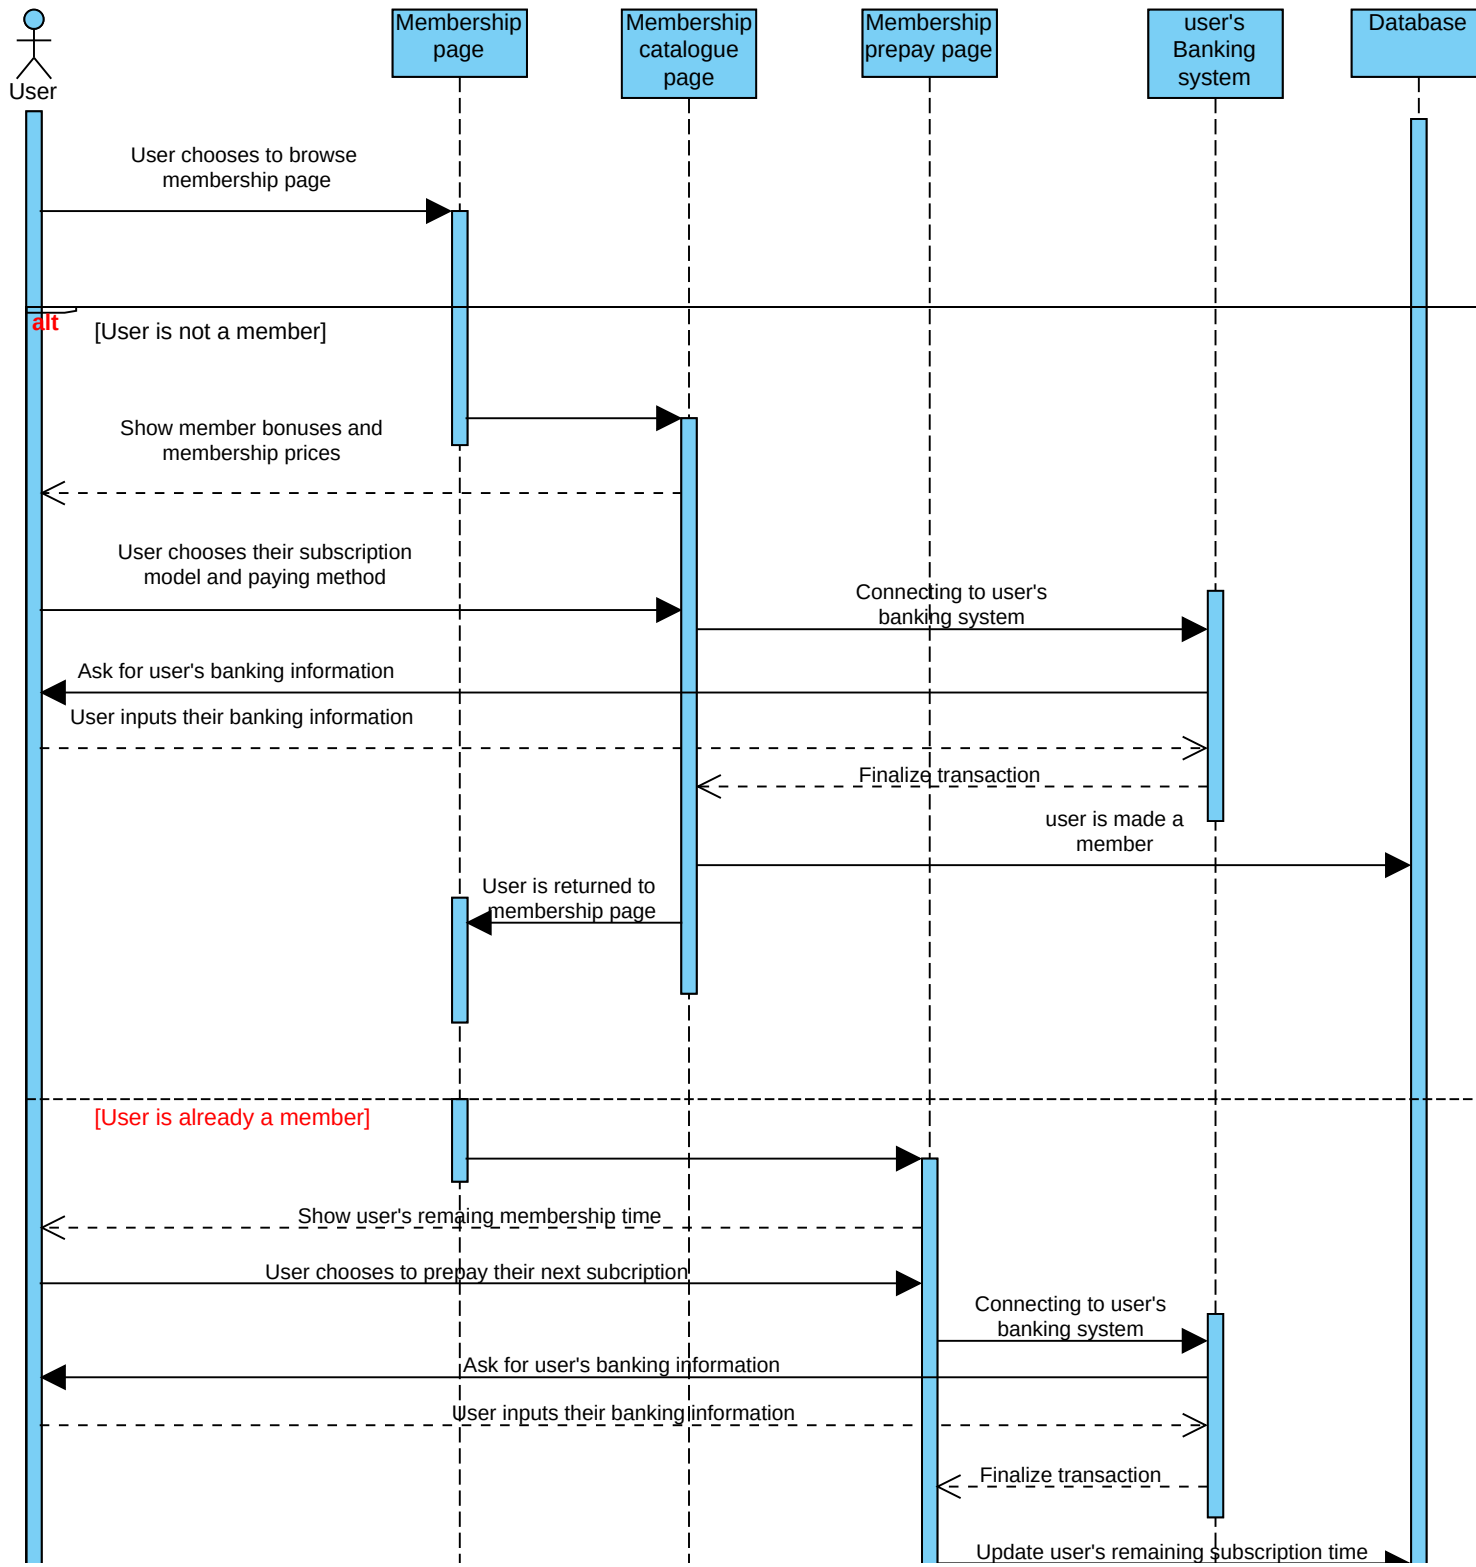 User
Membership
page
Membership
catalogue
page
Membership
prepay page
user's
Banking
system
Database
User chooses to browse
membership page
alt
[User is not a member]
Show member bonuses and
membership prices
User chooses their subscription
model and paying method
Connecting to user's
banking system
Ask for user's banking information
User inputs their banking information
Finalize transaction
user is made a
member
User is returned to
membership page
[User is already a member]
Show user's remaing membership time
User chooses to prepay their next subcription
Connecting to user's
banking system
Ask for user's banking information
User inputs their banking information
Finalize transaction
Update user's remaining subscription time